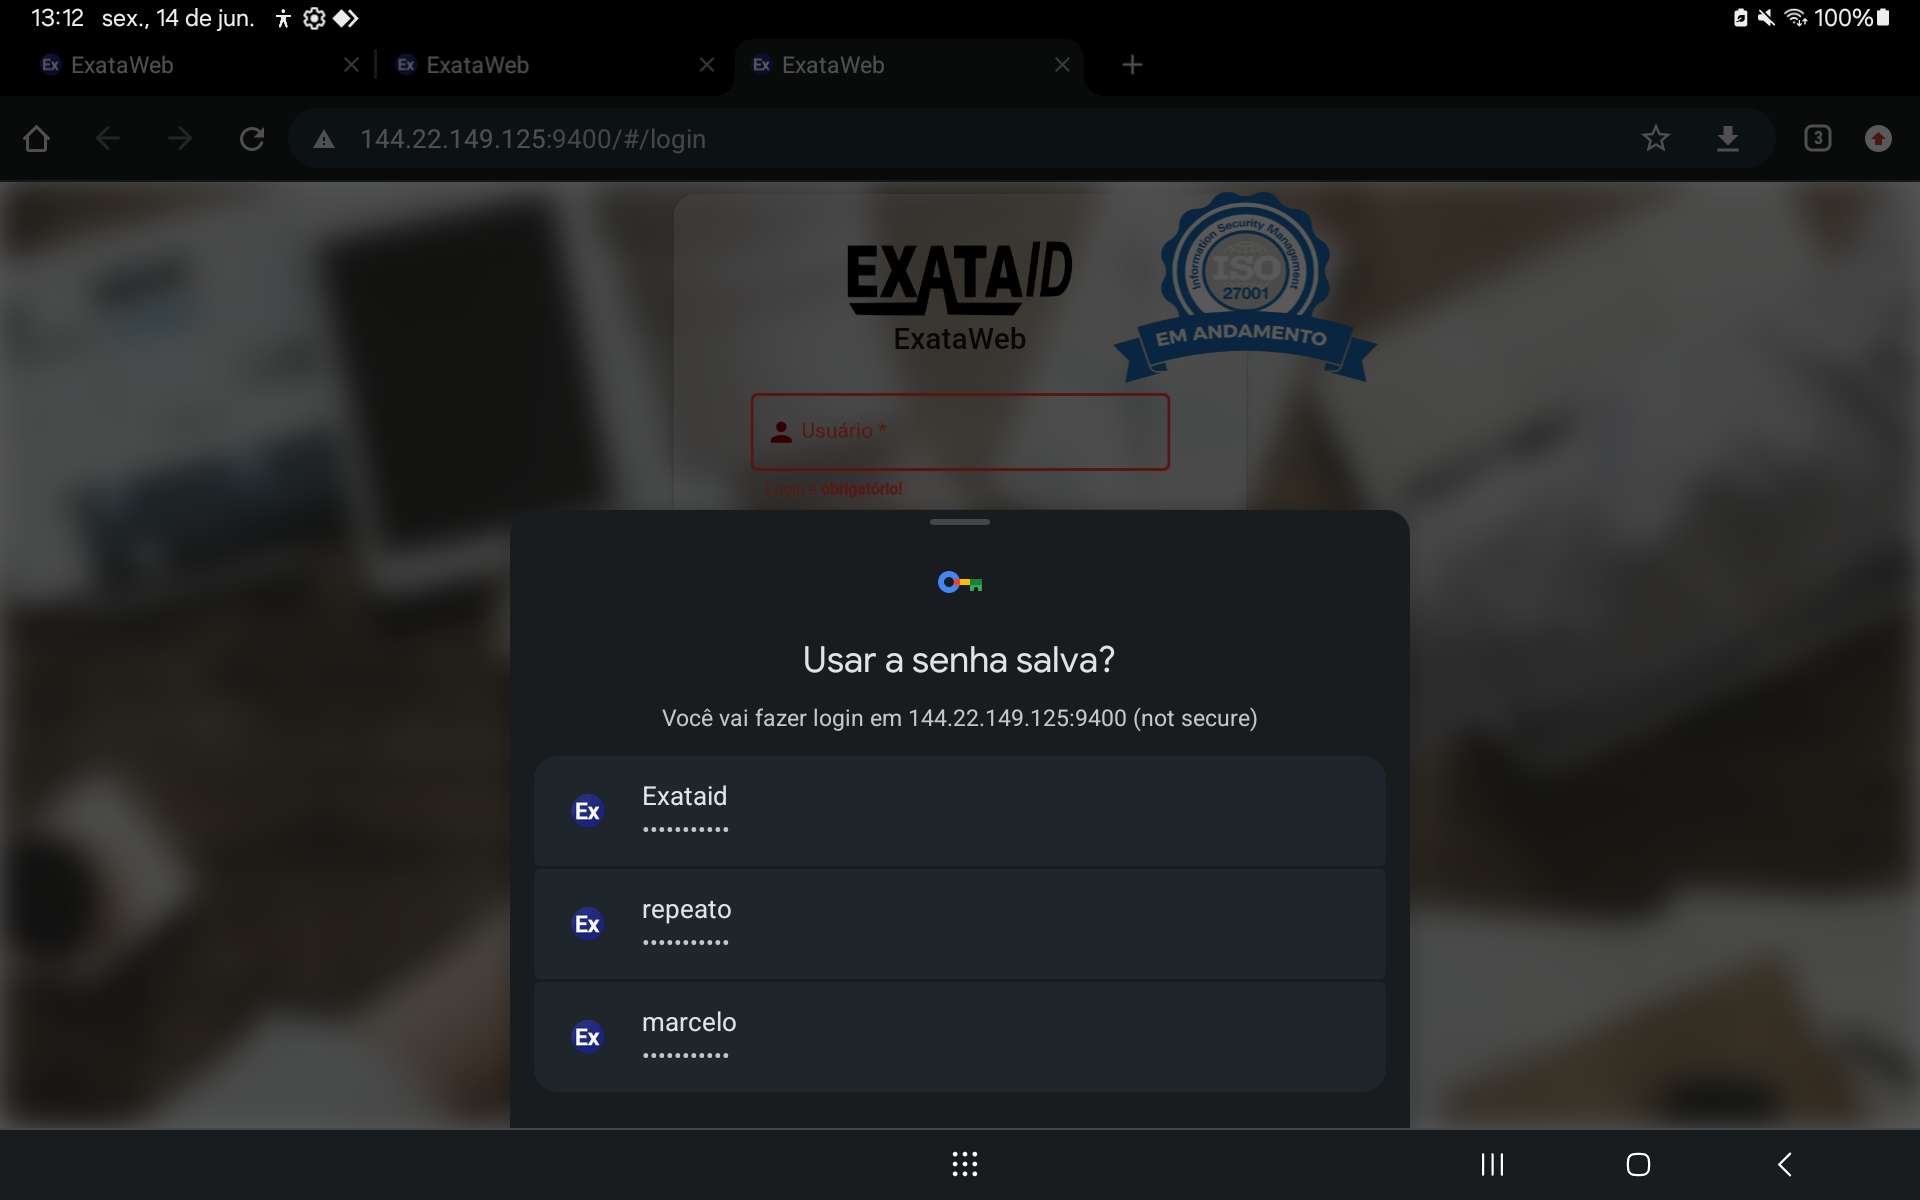 13:12 sex., 14 de jun. 100%
Ex ExataWeb
Ex ExataWeb
Ex ExataWeb
144.22.149.125:9400/#/login
3
EXATAID
ExataWeb
Information Security Management
ISO
27001
EM ANDAMENTO
Usuário *
Login é obrigatório!
Usar a senha salva?
Você vai fazer login em 144.22.149.125:9400 (not secure)
Ex Exataid
•••••••••••
Ex repeato
•••••••••••
Ex marcelo
•••••••••••